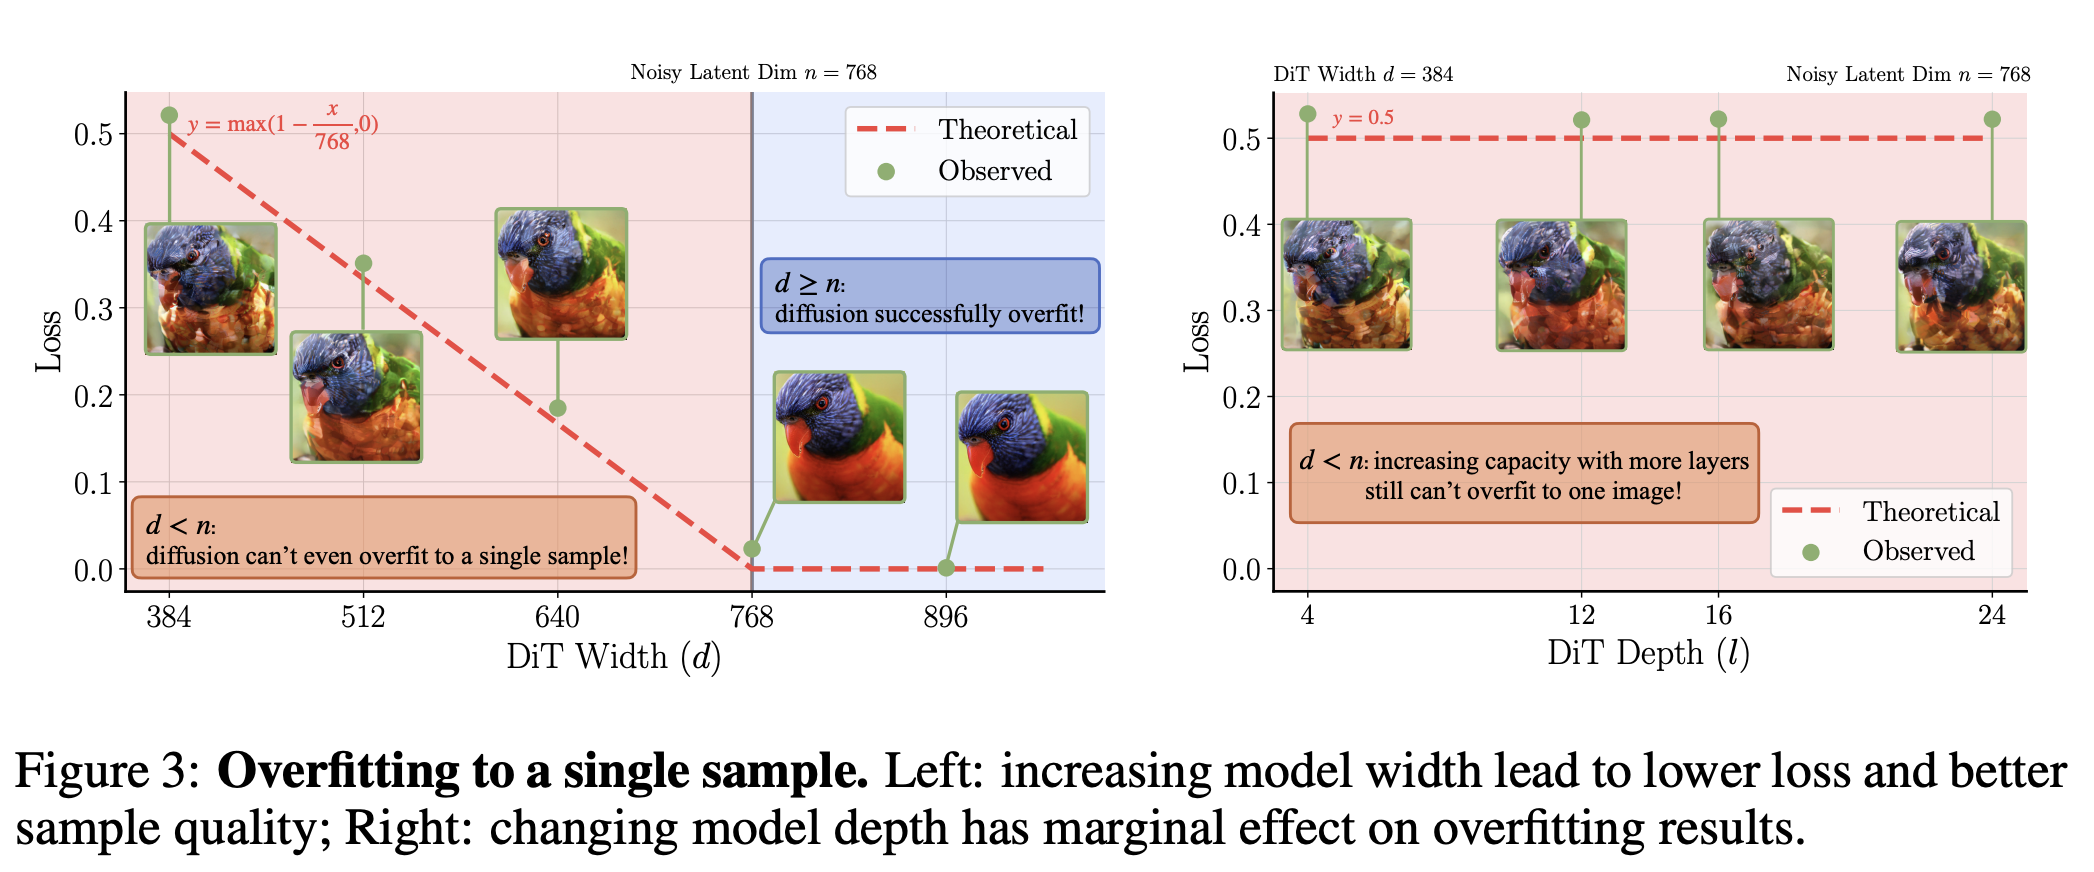 Noisy Latent Dim n = 768
y = max(1 − x/768,0)
Theoretical
Observed
d ≥ n:
diffusion successfully overfit!
d < n:
diffusion can't even overfit to a single sample!
Loss
0.5
0.4
0.3
0.2
0.1
0.0
384 512 640 768 896
DiT Width (d)
DiT Width d = 384
Noisy Latent Dim n = 768
y = 0.5
d < n: increasing capacity with more layers
still can't overfit to one image!
Theoretical
Observed
Loss
0.5
0.4
0.3
0.2
0.1
0.0
4 12 16 24
DiT Depth (l)
Figure 3: Overfitting to a single sample. Left: increasing model width lead to lower loss and better
sample quality; Right: changing model depth has marginal effect on overfitting results.